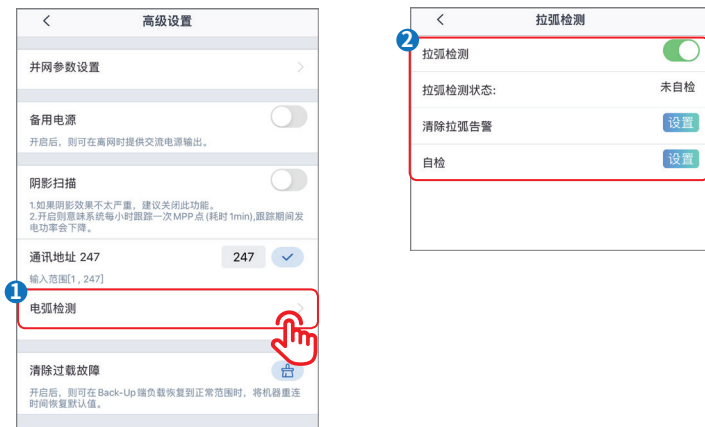 高级设置
并网参数设置
备用电源
开启后，则可在离网时提供交流电源输出。
阴影扫描
1.如果阴影效果不太严重，建议关闭此功能。
2.开启则意味系统每小时跟踪一次MPP点(耗时1min),跟踪期间发
电功率会下降。
通讯地址 247
247
输入范围[1 , 247]
1
电弧检测
清除过载故障
开启后，则可在Back-Up端负载恢复到正常范围时，将机器重连
时间恢复默认值。
拉弧检测
2
拉弧检测
拉弧检测状态:
未自检
清除拉弧告警
设置
自检
设置